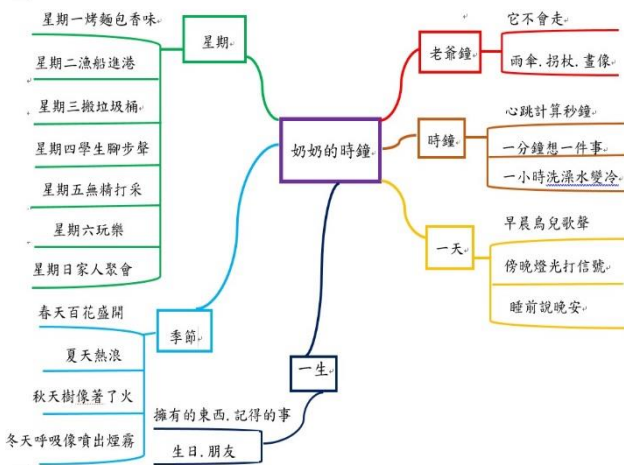 奶奶的時鐘
老爺鐘
它不會走
雨傘.拐杖.畫像
時鐘
心跳計算秒鐘
一分鐘想一件事
一小時洗澡水變冷
一天
早晨鳥兒歌聲
傍晚燈光打信號
睡前說晚安
一生
擁有的東西.記得的事
生日.朋友
季節
春天百花盛開
夏天熱浪
秋天樹像著了火
冬天呼吸像噴出煙霧
星期
星期一烤麵包香味
星期二漁船進港
星期三搬垃圾桶
星期四學生腳步聲
星期五無精打采
星期六玩樂
星期日家人聚會